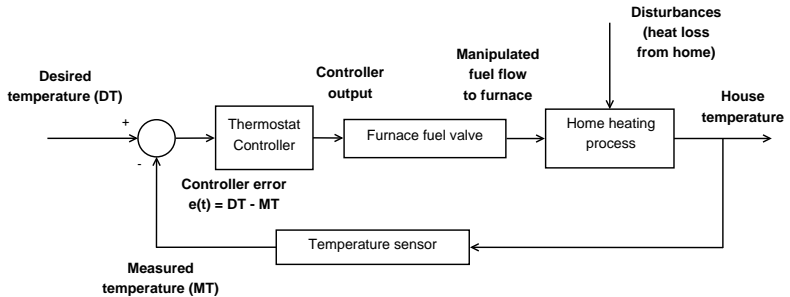 Disturbances
(heat loss
from home)
Desired
temperature (DT)
Controller
output
Manipulated
fuel flow
to furnace
House
temperature
+
-
Thermostat
Controller
Furnace fuel valve
Home heating
process
Controller error
e(t) = DT - MT
Temperature sensor
Measured
temperature (MT)